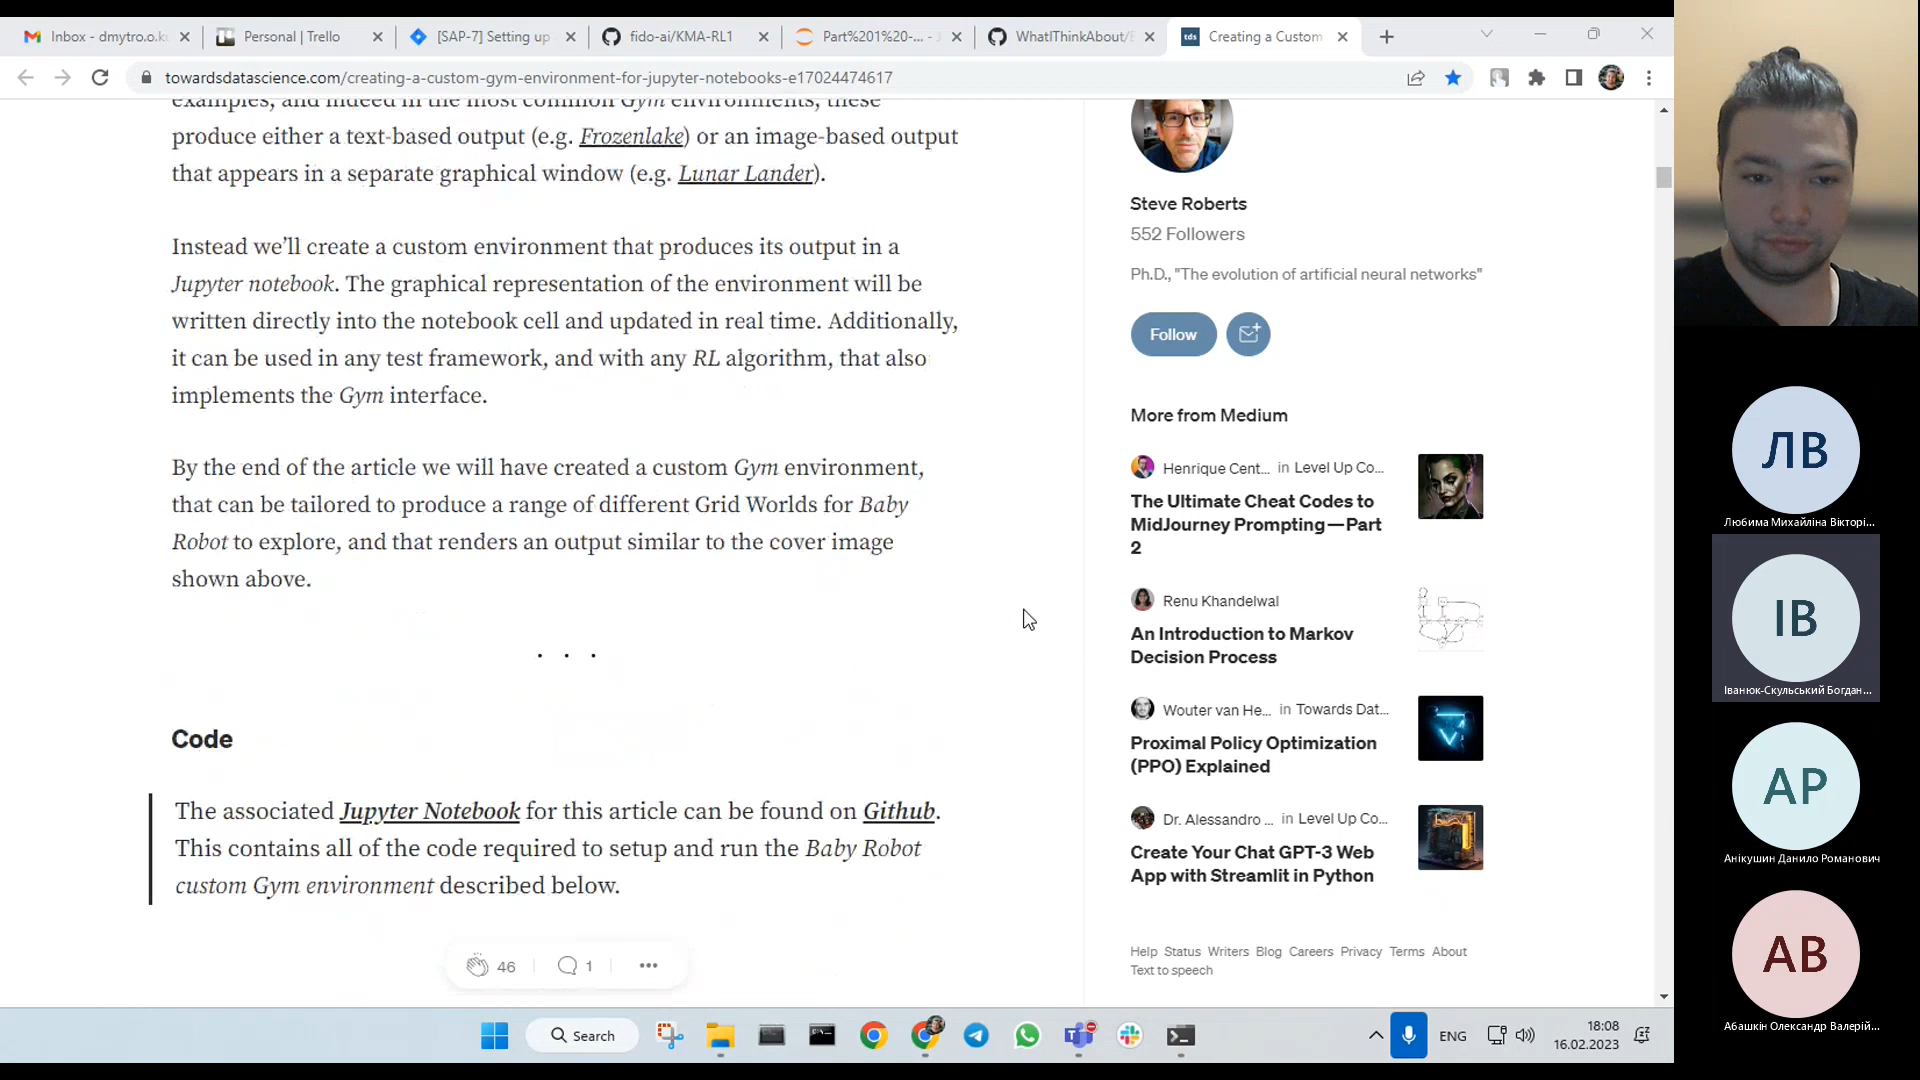 Inbox - dmytro.o.k
Personal | Trello
[SAP-7] Setting up
fido-ai/KMA-RL1
Part%201%20-... - J
WhatIThinkAbout/B
tds
Creating a Custom
towardsdatascience.com/creating-a-custom-gym-environment-for-jupyter-notebooks-e17024474617
examples, and indeed in the most common Gym environments, these
produce either a text-based output (e.g. Frozenlake) or an image-based output
that appears in a separate graphical window (e.g. Lunar Lander).
Instead we'll create a custom environment that produces its output in a
Jupyter notebook. The graphical representation of the environment will be
written directly into the notebook cell and updated in real time. Additionally,
it can be used in any test framework, and with any RL algorithm, that also
implements the Gym interface.
By the end of the article we will have created a custom Gym environment,
that can be tailored to produce a range of different Grid Worlds for Baby
Robot to explore, and that renders an output similar to the cover image
shown above.
. . .
Code
The associated Jupyter Notebook for this article can be found on Github.
This contains all of the code required to setup and run the Baby Robot
custom Gym environment described below.
46
1
Steve Roberts
552 Followers
Ph.D., "The evolution of artificial neural networks"
Follow
More from Medium
Henrique Cent... in Level Up Co...
The Ultimate Cheat Codes to
MidJourney Prompting — Part
2
Renu Khandelwal
An Introduction to Markov
Decision Process
Wouter van He... in Towards Dat...
Proximal Policy Optimization
(PPO) Explained
Dr. Alessandro ... in Level Up Co...
Create Your Chat GPT-3 Web
App with Streamlit in Python
Help Status Writers Blog Careers Privacy Terms About
Text to speech
ЛВ
Любима Михайліна Вікторі...
ІВ
Іванюк-Скульський Богдан...
АР
Анікушин Данило Романович
АВ
Абашкін Олександр Валерій...
Search
ENG
18:08
16.02.2023